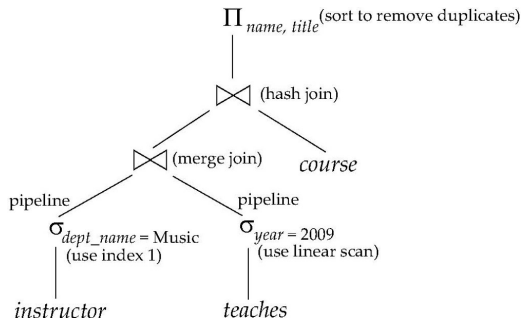 Π name, title (sort to remove duplicates)
⋈ (hash join)
⋈ (merge join)
course
pipeline
pipeline
σ dept_name = Music
(use index 1)
σ year = 2009
(use linear scan)
instructor
teaches